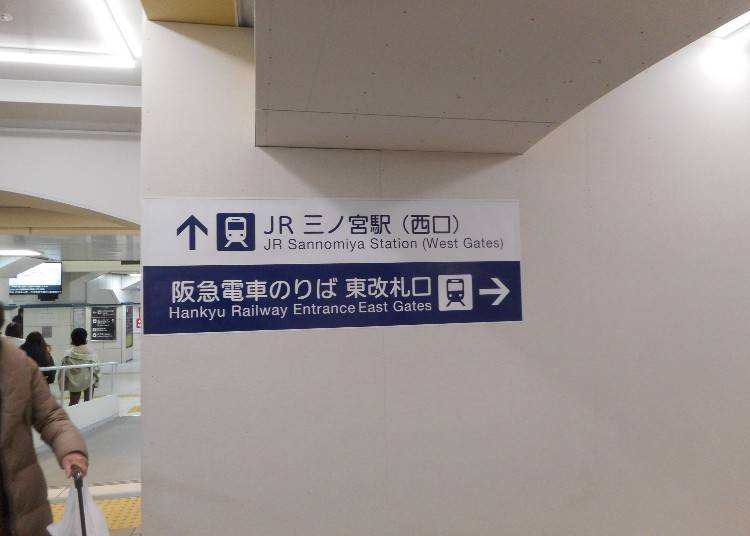 JR 三ノ宮駅（西口）
JR Sannomiya Station (West Gates)
阪急電車のりば 東改札口
Hankyu Railway Entrance East Gates